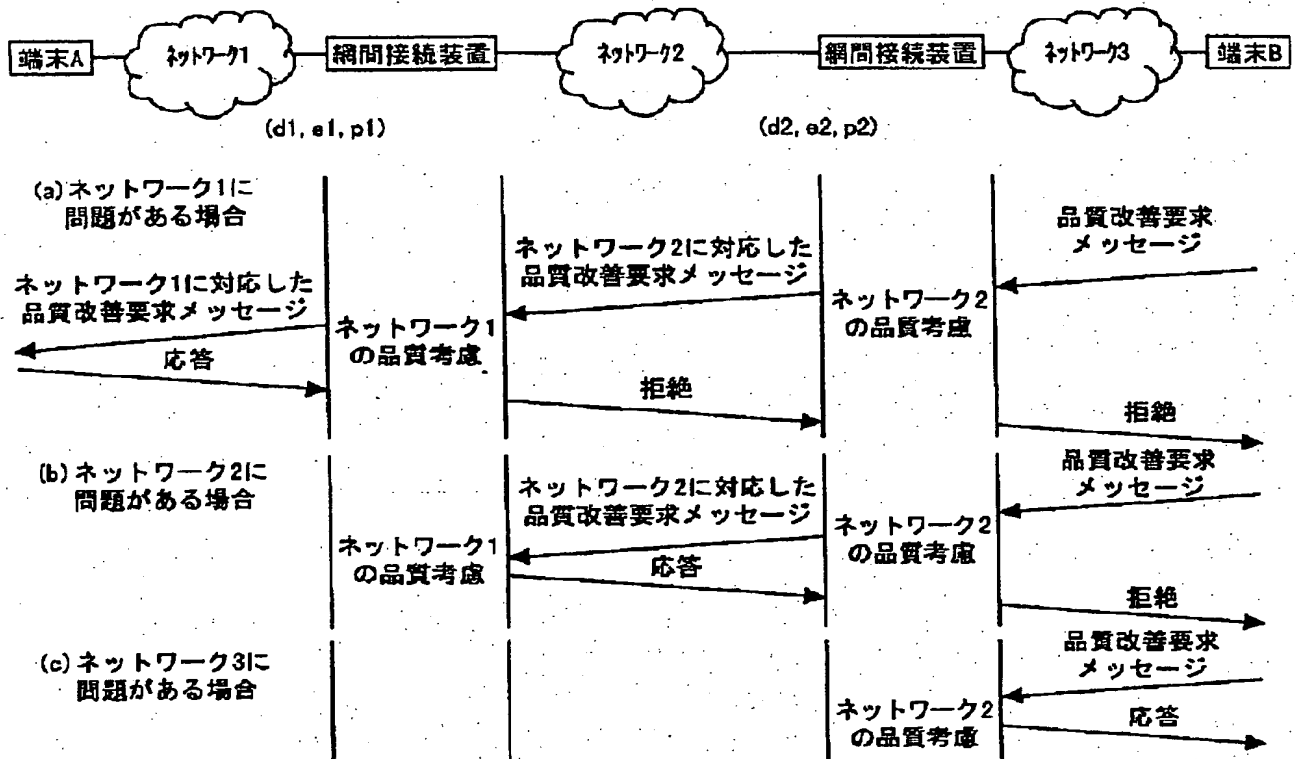 端末A
ネットワーク1
網間接続装置
ネットワーク2
網間接続装置
ネットワーク3
端末B
(d1, e1, p1)
(d2, e2, p2)
(a)ネットワーク1に
問題がある場合
品質改善要求
メッセージ
ネットワーク2に対応した
品質改善要求メッセージ
ネットワーク1に対応した
品質改善要求メッセージ
ネットワーク1
の品質考慮
ネットワーク2
の品質考慮
応答
拒絶
拒絶
(b)ネットワーク2に
問題がある場合
品質改善要求
メッセージ
ネットワーク2に対応した
品質改善要求メッセージ
ネットワーク1
の品質考慮
ネットワーク2
の品質考慮
応答
拒絶
(c)ネットワーク3に
問題がある場合
品質改善要求
メッセージ
ネットワーク2
の品質考慮
応答